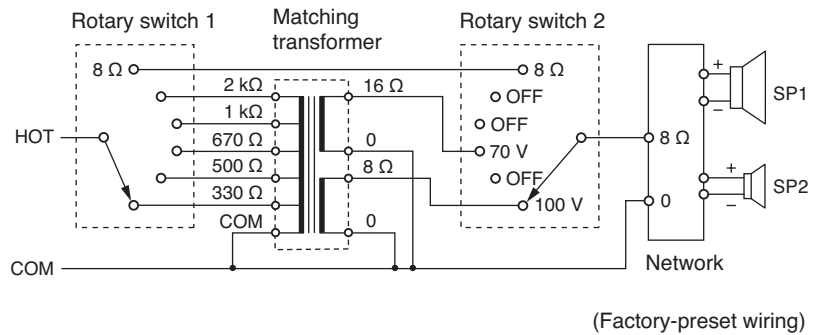 Rotary switch 1
Matching
transformer
Rotary switch 2
8 Ω
2 kΩ
1 kΩ
670 Ω
500 Ω
330 Ω
COM
HOT
COM
16 Ω
0
8 Ω
0
8 Ω
OFF
OFF
70 V
OFF
100 V
8 Ω
0
Network
+
−
SP1
+
−
SP2
(Factory-preset wiring)